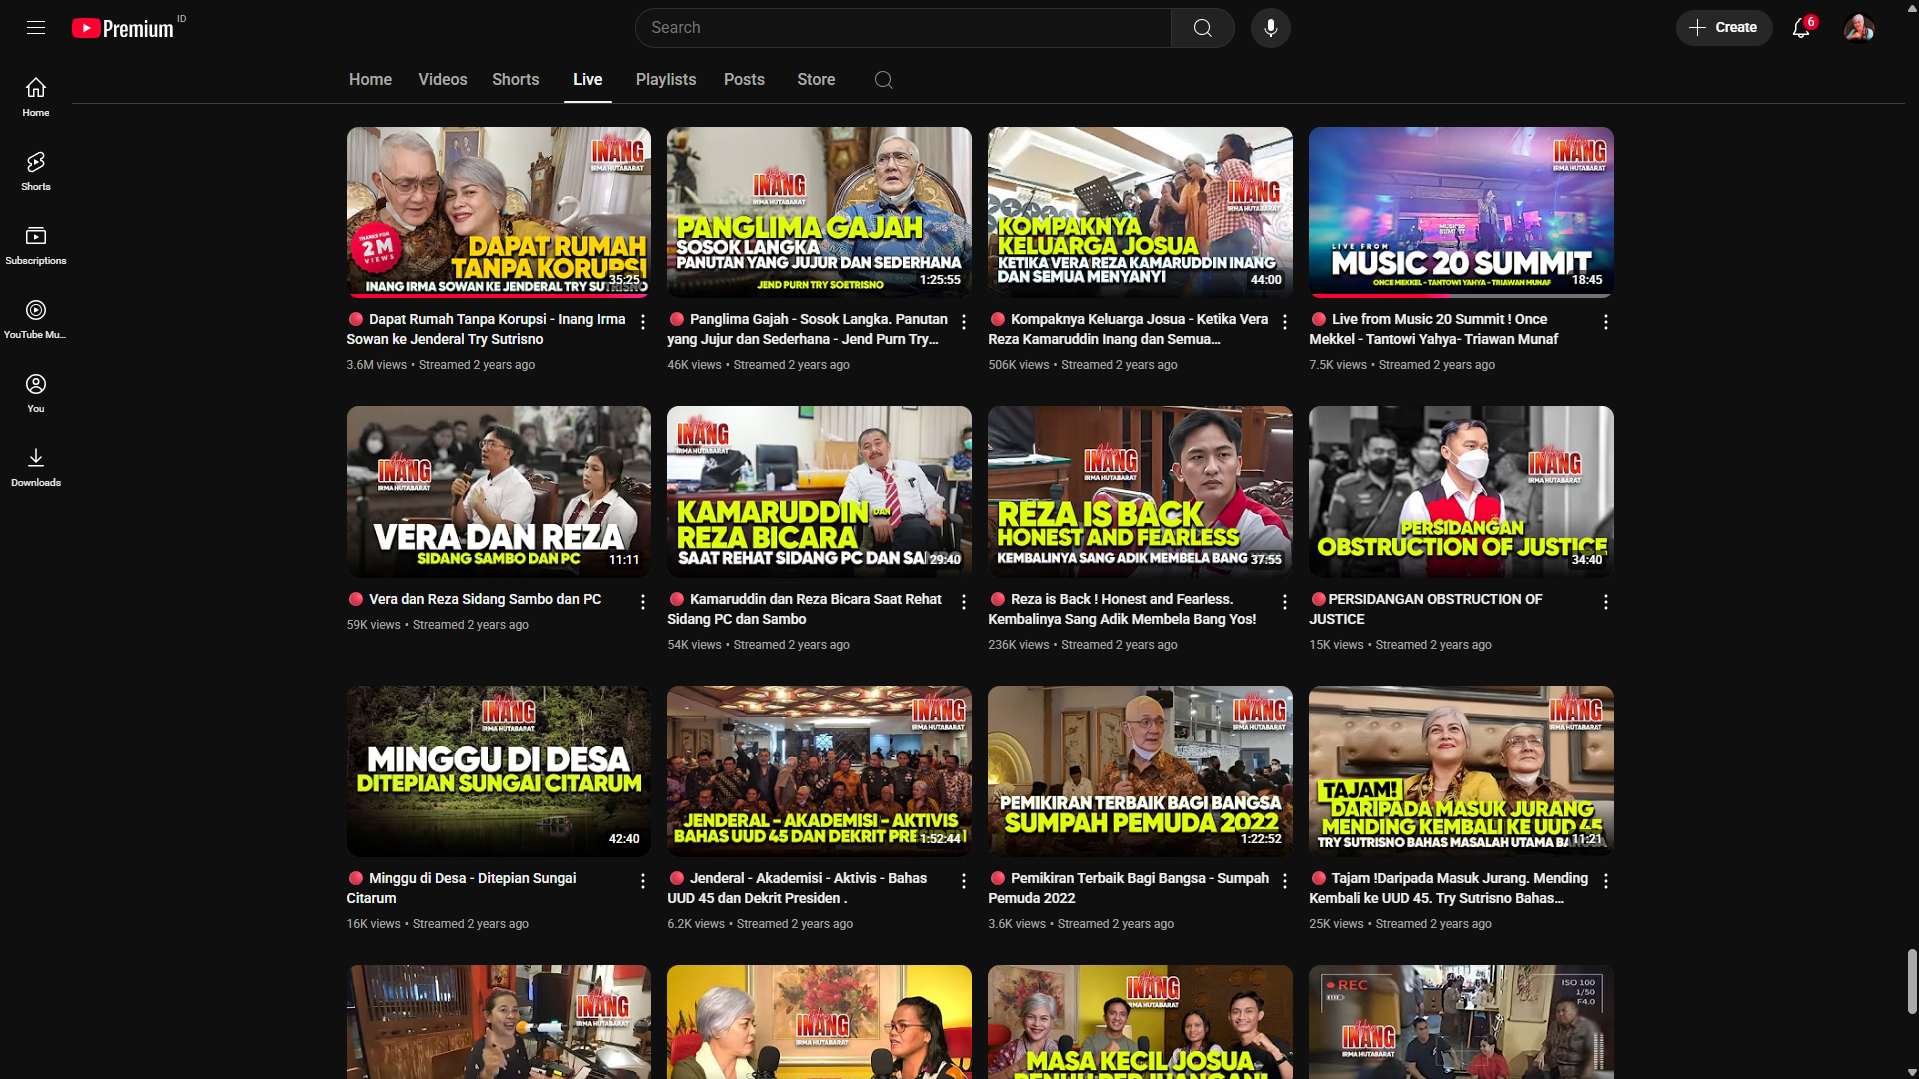 Premium
ID
Search
Create
6
Home
Shorts
Subscriptions
YouTube Mu...
You
Downloads
Home
Videos
Shorts
Live
Playlists
Posts
Store
INANG
IRMA HUTABARAT
THANKS FOR
2M
VIEWS
DAPAT RUMAH
TANPA KORUPSI
INANG IRMA SOWAN KE JENDERAL TRY SUTRISNO
35:25
Dapat Rumah Tanpa Korupsi - Inang Irma
Sowan ke Jenderal Try Sutrisno
3.6M views • Streamed 2 years ago
INANG
IRMA HUTABARAT
PANGLIMA GAJAH
SOSOK LANGKA
PANUTAN YANG JUJUR DAN SEDERHANA
JEND PURN TRY SOETRISNO
1:25:55
Panglima Gajah - Sosok Langka. Panutan
yang Jujur dan Sederhana - Jend Purn Try...
46K views • Streamed 2 years ago
INANG
IRMA HUTABARAT
KOMPAKNYA
KELUARGA JOSUA
KETIKA VERA REZA KAMARUDDIN INANG
DAN SEMUA MENYANYI
44:00
Kompaknya Keluarga Josua - Ketika Vera
Reza Kamaruddin Inang dan Semua...
506K views • Streamed 2 years ago
INANG
IRMA HUTABARAT
MUSIC 20
SUMMIT
LIVE FROM
MUSIC 20 SUMMIT
ONCE MEKKEL - TANTOWI YAHYA - TRIAWAN MUNAF
18:45
Live from Music 20 Summit ! Once
Mekkel - Tantowi Yahya- Triawan Munaf
7.5K views • Streamed 2 years ago
INANG
IRMA HUTABARAT
VERA DAN REZA
SIDANG SAMBO DAN PC
11:11
Vera dan Reza Sidang Sambo dan PC
59K views • Streamed 2 years ago
INANG
IRMA HUTABARAT
KAMARUDDIN DAN
REZA BICARA
SAAT REHAT SIDANG PC DAN
29:40
Kamaruddin dan Reza Bicara Saat Rehat
Sidang PC dan Sambo
54K views • Streamed 2 years ago
INANG
IRMA HUTABARAT
REZA IS BACK
HONEST AND FEARLESS
KEMBALINYA SANG ADIK MEMBELA BANG
37:55
Reza is Back ! Honest and Fearless.
Kembalinya Sang Adik Membela Bang Yos!
236K views • Streamed 2 years ago
INANG
IRMA HUTABARAT
PERSIDANGAN
OBSTRUCTION OF JUSTICE
34:40
PERSIDANGAN OBSTRUCTION OF
JUSTICE
15K views • Streamed 2 years ago
INANG
IRMA HUTABARAT
MINGGU DI DESA
DITEPIAN SUNGAI CITARUM
42:40
Minggu di Desa - Ditepian Sungai
Citarum
16K views • Streamed 2 years ago
INANG
IRMA HUTABARAT
JENDERAL - AKADEMISI - AKTIVIS
BAHAS UUD 45 DAN DEKRIT PRESIDEN
1:52:44
Jenderal - Akademisi - Aktivis - Bahas
UUD 45 dan Dekrit Presiden .
6.2K views • Streamed 2 years ago
INANG
IRMA HUTABARAT
PEMIKIRAN TERBAIK BAGI BANGSA
SUMPAH PEMUDA 2022
1:22:52
Pemikiran Terbaik Bagi Bangsa - Sumpah
Pemuda 2022
3.6K views • Streamed 2 years ago
INANG
IRMA HUTABARAT
TAJAM!
DARIPADA MASUK JURANG
MENDING KEMBALI KE UUD 45
TRY SUTRISNO BAHAS MASALAH UTAMA BANGSA
11:21
Tajam !Daripada Masuk Jurang. Mending
Kembali ke UUD 45. Try Sutrisno Bahas...
25K views • Streamed 2 years ago
INANG
IRMA HUTABARAT
INANG
IRMA HUTABARAT
INANG
IRMA HUTABARAT
MASA KECIL JOSUA
PENUH PERJUANGAN!
REC
ISO 100
1/50
F4.0
INANG
IRMA HUTABARAT